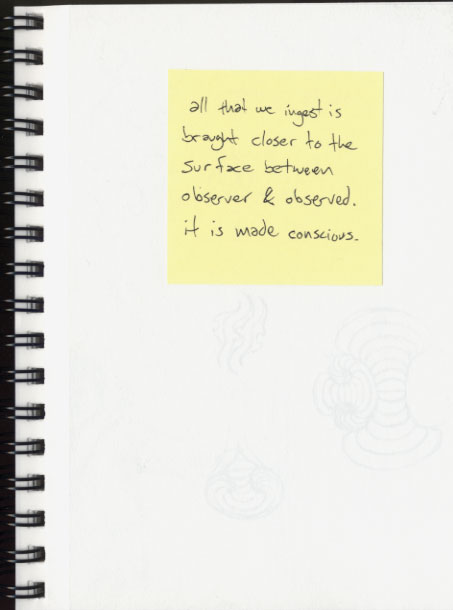 all that we ingest is
brought closer to the
surface between
observer & observed.
it is made conscious.